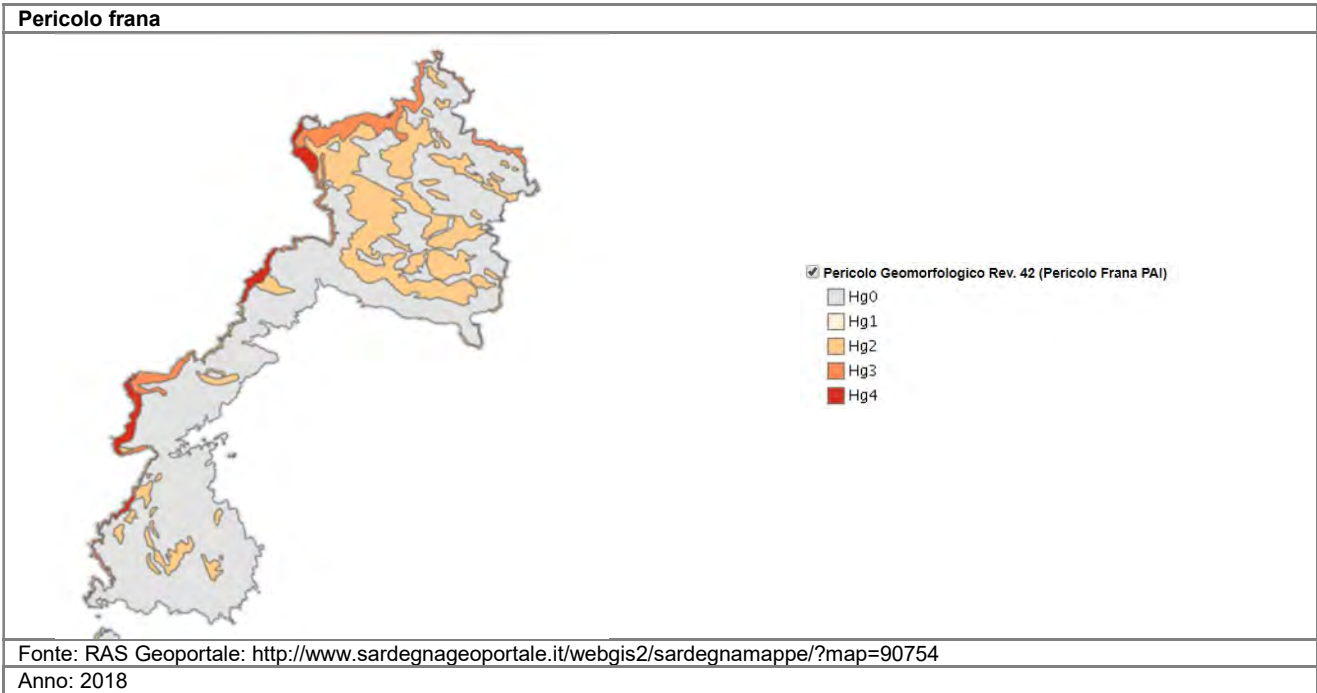 Pericolo frana
Pericolo Geomorfologico Rev. 42 (Pericolo Frana PAI)
Hg0
Hg1
Hg2
Hg3
Hg4
Fonte: RAS Geoportale: http://www.sardegnageoportale.it/webgis2/sardegnamappe/?map=90754
Anno: 2018